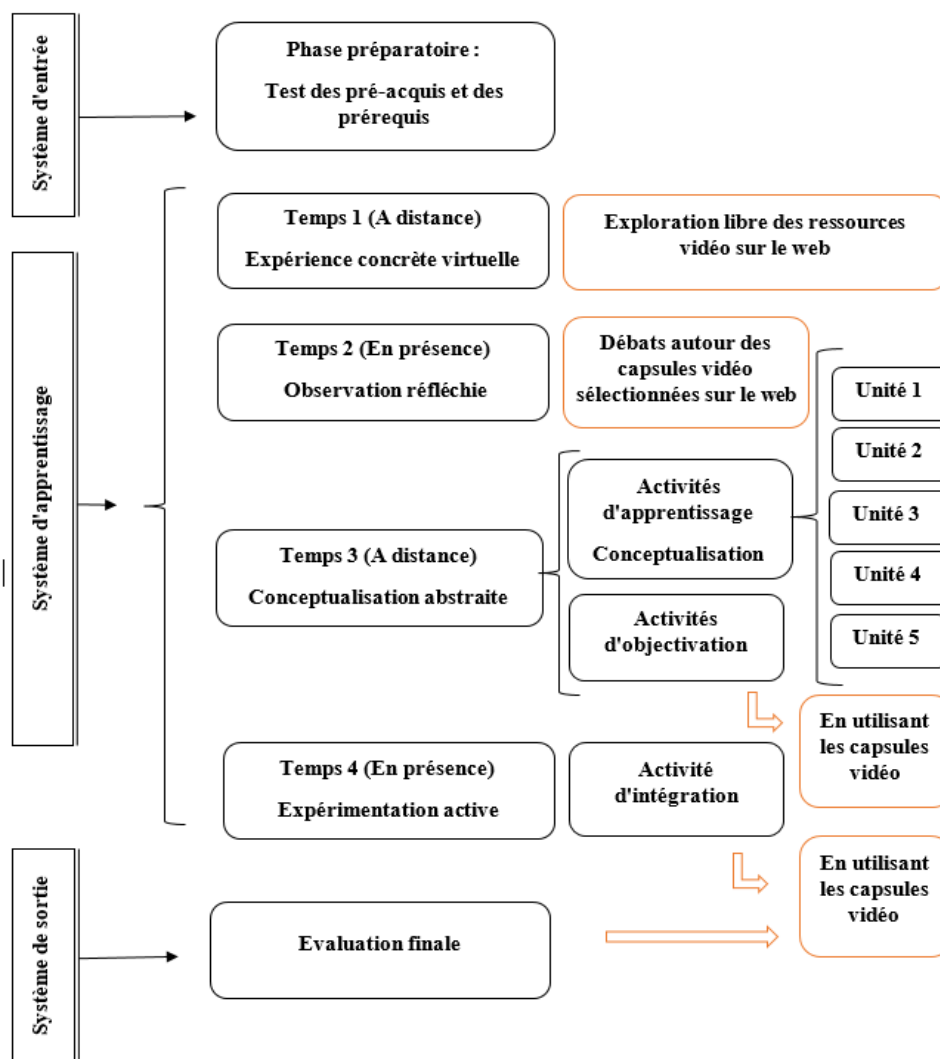 Système d'entrée
Phase préparatoire :
Test des pré-acquis et des
prérequis
Système d'apprentissage
Temps 1 (A distance)
Expérience concrète virtuelle
Exploration libre des ressources
vidéo sur le web
Temps 2 (En présence)
Observation réfléchie
Débats autour des
capsules vidéo
sélectionnées sur le web
Temps 3 (A distance)
Conceptualisation abstraite
Activités
d'apprentissage
Conceptualisation
Unité 1
Unité 2
Unité 3
Unité 4
Unité 5
Activités
d'objectivation
En utilisant
les capsules
vidéo
Temps 4 (En présence)
Expérimentation active
Activité
d'intégration
En utilisant
les capsules
vidéo
Système de sortie
Evaluation finale